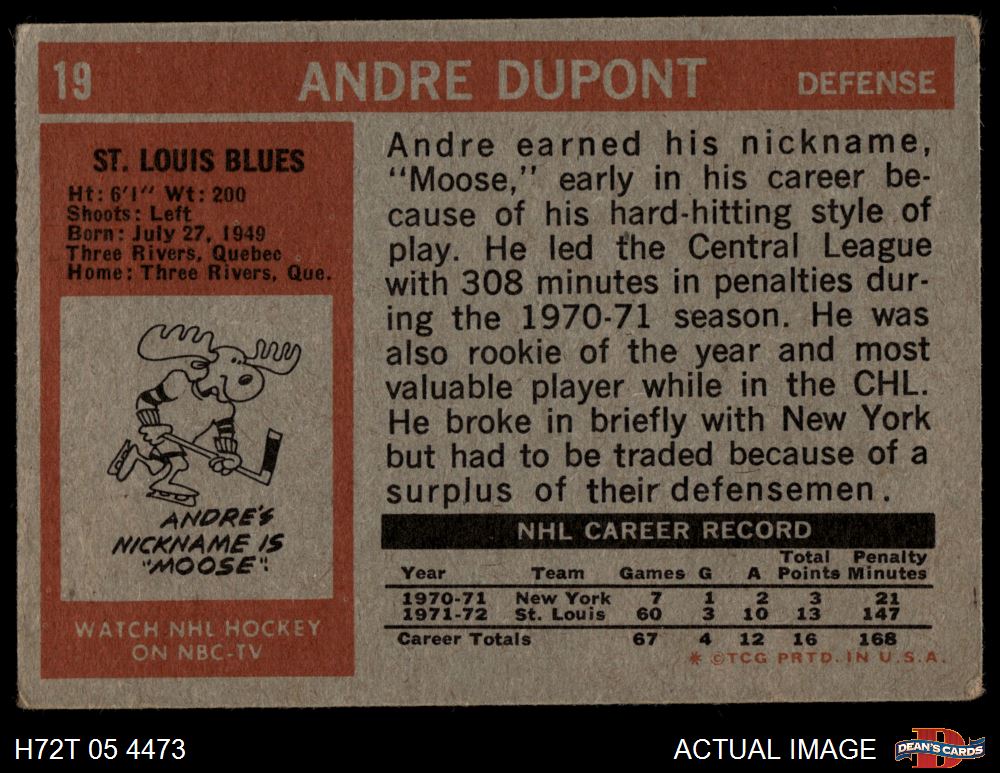 19 ANDRE DUPONT DEFENSE
ST. LOUIS BLUES
Ht: 6'1" Wt: 200
Shoots: Left
Born: July 27, 1949
Three Rivers, Quebec
Home: Three Rivers, Que.
ANDRE'S
NICKNAME IS
"MOOSE".
WATCH NHL HOCKEY
ON NBC-TV
Andre earned his nickname,
"Moose," early in his career be-
cause of his hard-hitting style of
play. He led the Central League
with 308 minutes in penalties dur-
ing the 1970-71 season. He was
also rookie of the year and most
valuable player while in the CHL.
He broke in briefly with New York
but had to be traded because of a
surplus of their defensemen.
NHL CAREER RECORD
Total Penalty
Year Team Games G A Points Minutes
1970-71 New York 7 1 2 3 21
1971-72 St. Louis 60 3 10 13 147
Career Totals 67 4 12 16 168
* ©TCG PRTD. IN U.S.A.
H72T 05 4473 ACTUAL IMAGE DEAN'S CARDS